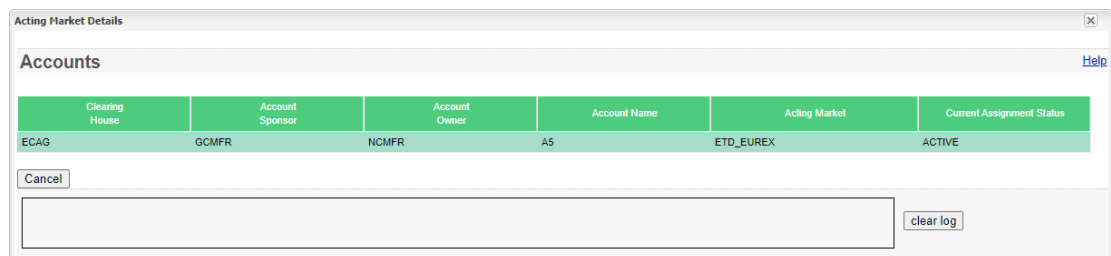 Acting Market Details
Accounts
Help
Clearing House
Account Sponsor
Account Owner
Account Name
Acting Market
Current Assignment Status
ECAG GCMFR NCMFR A5 ETD_EUREX ACTIVE
Cancel
clear log